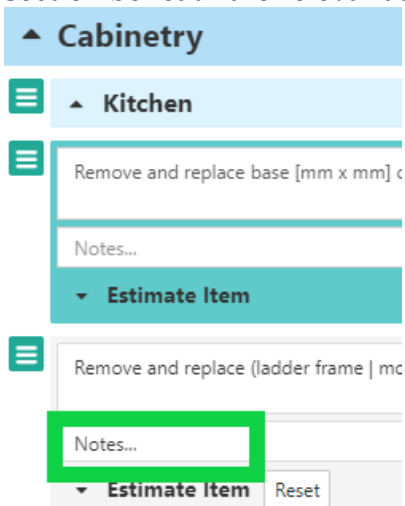 Cabinetry
Kitchen
Remove and replace base [mm x mm]
Notes...
Estimate Item
Remove and replace (ladder frame |
Notes...
Estimate Item Reset